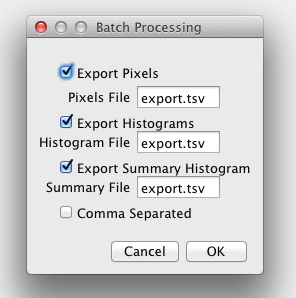 Batch Processing
Export Pixels
Pixels File export.tsv
Export Histograms
Histogram File export.tsv
Export Summary Histogram
Summary File export.tsv
Comma Separated
Cancel OK